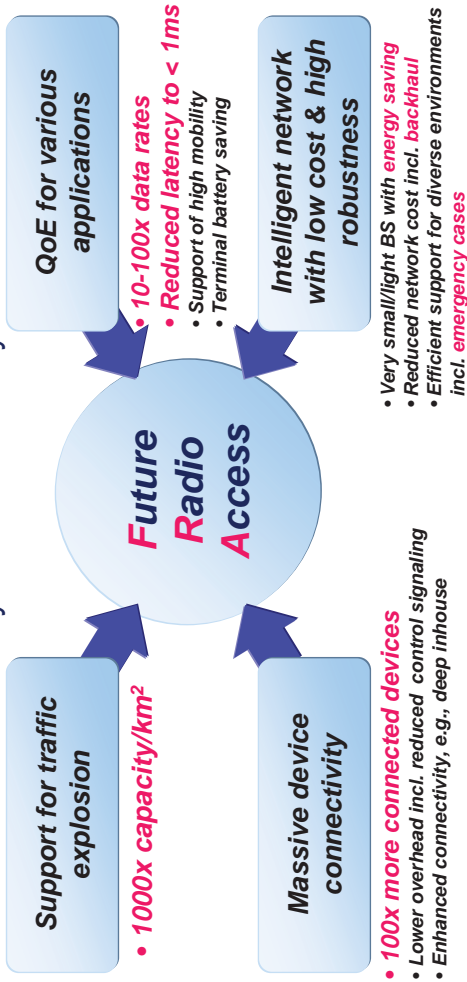 Support for traffic
explosion
• 1000x capacity/km²
QoE for various
applications
• 10-100x data rates
• Reduced latency to < 1ms
• Support of high mobility
• Terminal battery saving
Future
Radio
Access
Massive device
connectivity
• 100x more connected devices
• Lower overhead incl. reduced control signaling
• Enhanced connectivity, e.g., deep inhouse
Intelligent network
with low cost & high
robustness
• Very small/light BS with energy saving
• Reduced network cost incl. backhaul
• Efficient support for diverse environments
incl. emergency cases